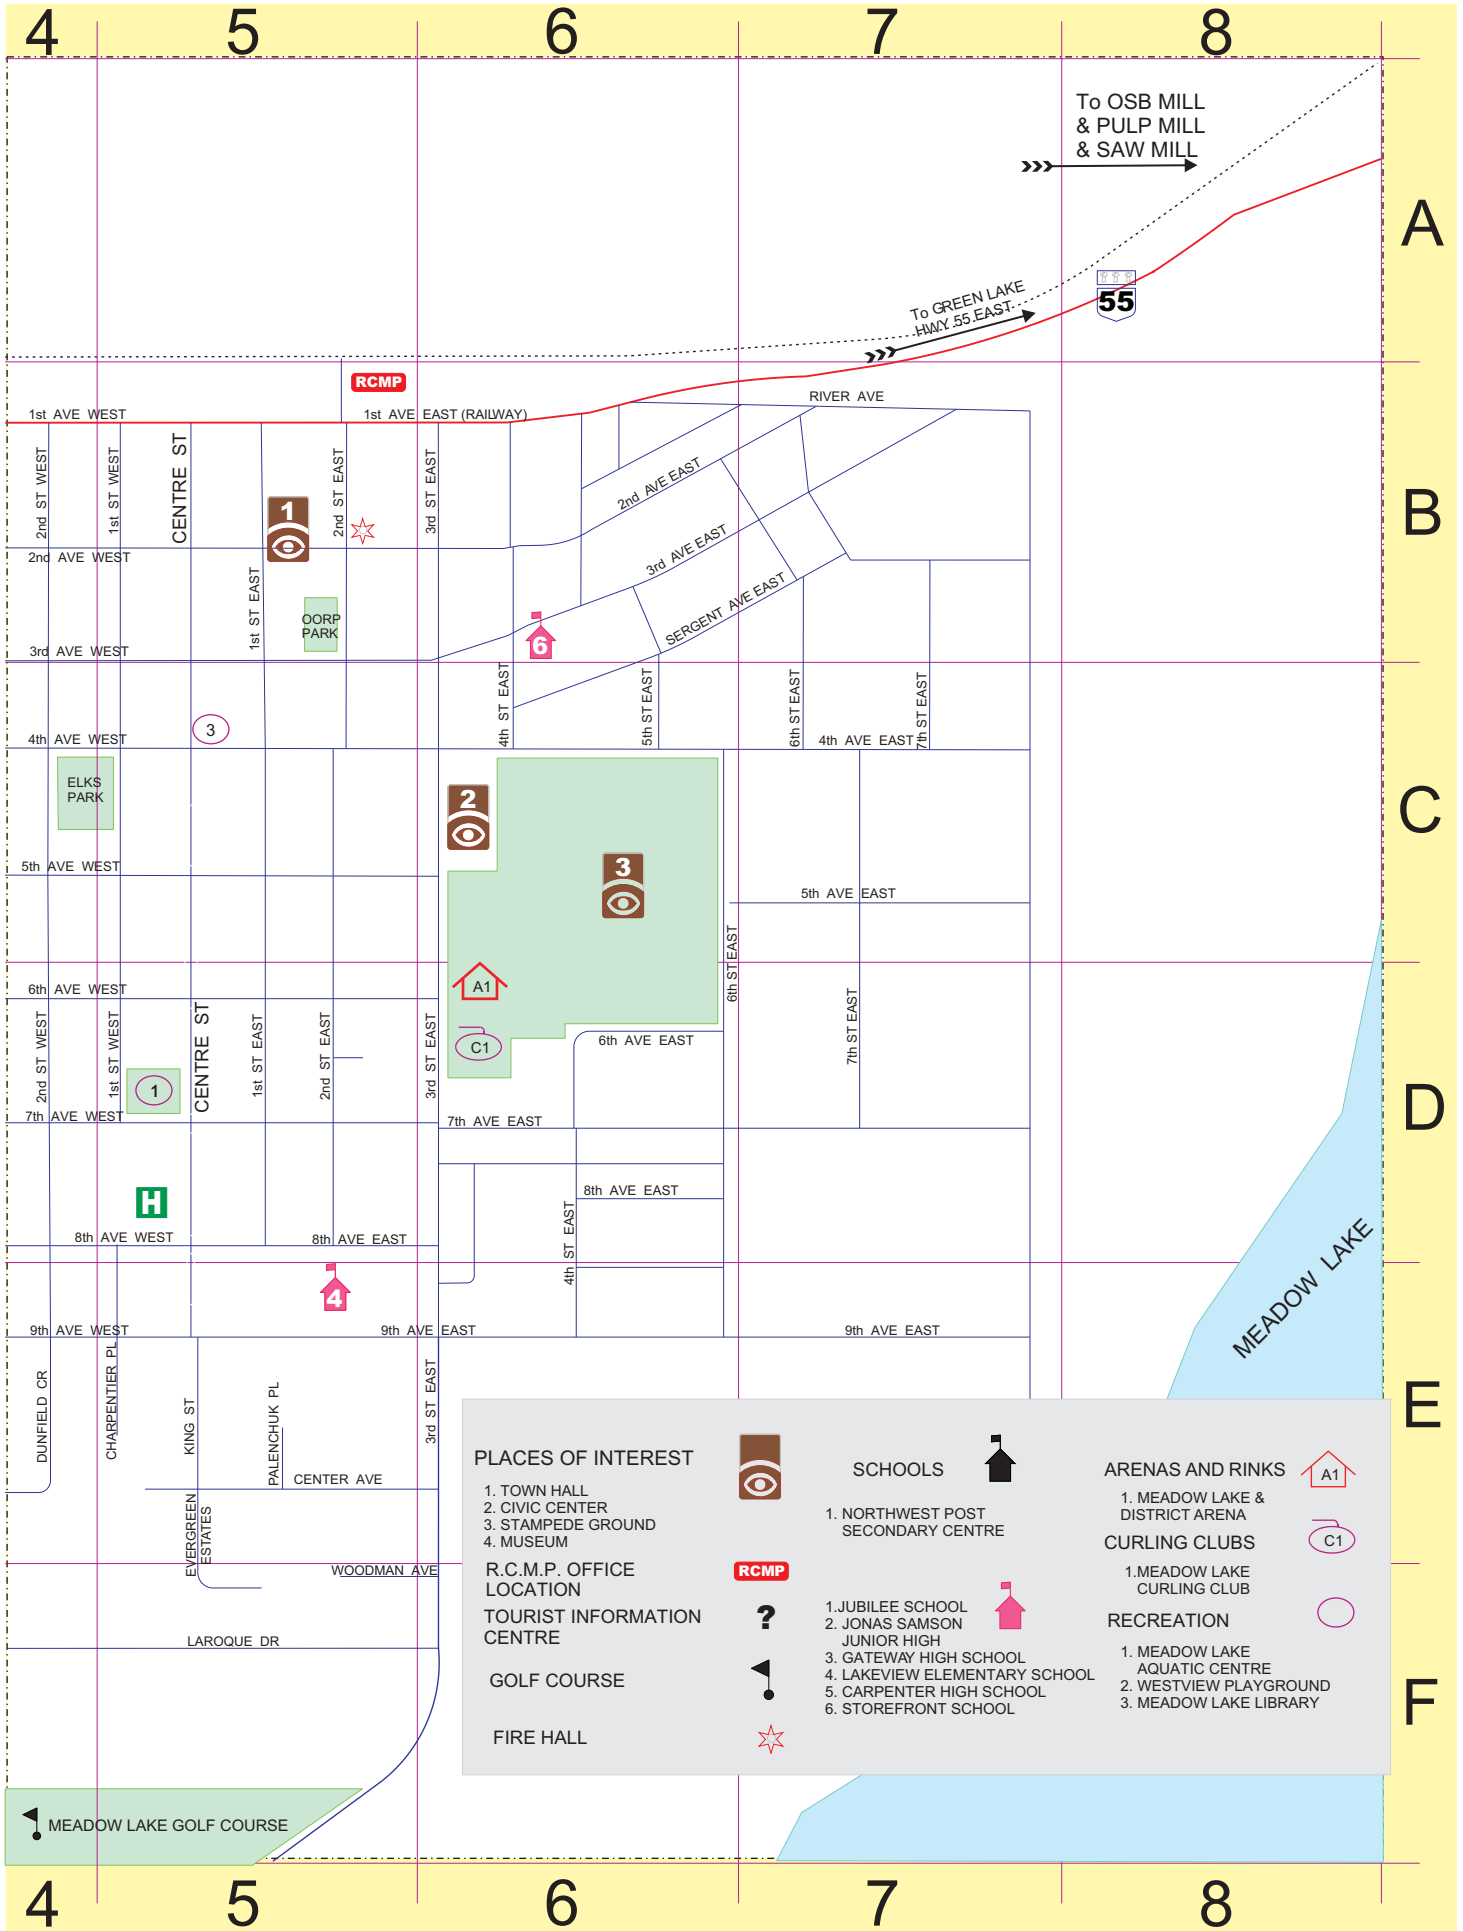 4 5 6 7 8
To OSB MILL
& PULP MILL
& SAW MILL
A
To GREEN LAKE
HWY 55 EAST
55
RCMP
RIVER AVE
1st AVE WEST
1st AVE EAST (RAILWAY)
2nd ST WEST
1st ST WEST
CENTRE ST
1
2nd ST EAST
3rd ST EAST
2nd AVE EAST
B
2nd AVE WEST
3rd AVE EAST
1st ST EAST
OORP
PARK
SERGENT AVE EAST
6
3rd AVE WEST
4th ST EAST
5th ST EAST
6th ST EAST
7th ST EAST
3
4th AVE WEST
4th AVE EAST
ELKS
PARK
2
C
3
5th AVE WEST
5th AVE EAST
6th ST EAST
A1
6th AVE WEST
2nd ST WEST
1st ST WEST
CENTRE ST
1st ST EAST
2nd ST EAST
3rd ST EAST
C1
6th AVE EAST
7th ST EAST
1
D
7th AVE WEST
7th AVE EAST
H
8th AVE EAST
4th ST EAST
8th AVE WEST
8th AVE EAST
MEADOW LAKE
4
9th AVE WEST
9th AVE EAST
9th AVE EAST
DUNFIELD CR
CHARPENTIER PL
KING ST
PALENCHUK PL
3rd ST EAST
E
CENTER AVE
EVERGREEN
ESTATES
WOODMAN AVE
LAROQUE DR
PLACES OF INTEREST
1. TOWN HALL
2. CIVIC CENTER
3. STAMPEDE GROUND
4. MUSEUM
R.C.M.P. OFFICE
LOCATION
RCMP
TOURIST INFORMATION
CENTRE
?
GOLF COURSE
FIRE HALL
SCHOOLS
1. NORTHWEST POST
SECONDARY CENTRE
1.JUBILEE SCHOOL
2. JONAS SAMSON
JUNIOR HIGH
3. GATEWAY HIGH SCHOOL
4. LAKEVIEW ELEMENTARY SCHOOL
5. CARPENTER HIGH SCHOOL
6. STOREFRONT SCHOOL
ARENAS AND RINKS
A1
1. MEADOW LAKE &
DISTRICT ARENA
CURLING CLUBS
C1
1.MEADOW LAKE
CURLING CLUB
RECREATION
1. MEADOW LAKE
AQUATIC CENTRE
2. WESTVIEW PLAYGROUND
3. MEADOW LAKE LIBRARY
F
MEADOW LAKE GOLF COURSE
4 5 6 7 8